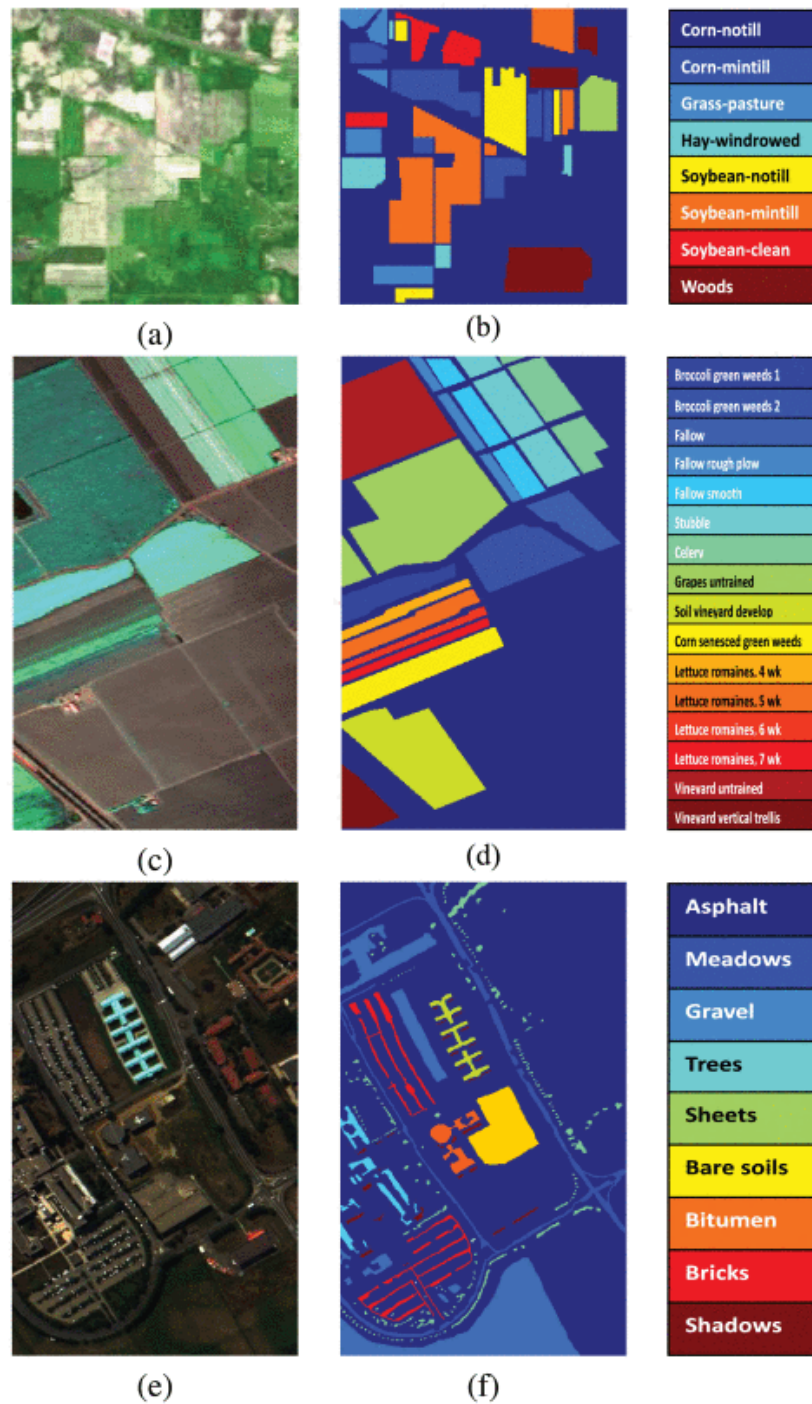 Corn-notill
Corn-mintill
Grass-pasture
Hay-windrowed
Soybean-notill
Soybean-mintill
Soybean-clean
Woods
(a)
(b)
Broccoli green weeds 1
Broccoli green weeds 2
Fallow
Fallow rough plow
Fallow smooth
Stubble
Celerv
Grapes untrained
Soil vineyard develop
Corn senesced green weeds
Lettuce romaines, 4 wk
Lettuce romaines, 5 wk
Lettuce romaines, 6 wk
Lettuce romaines, 7 wk
Vineyard untrained
Vineyard vertical trellis
(c)
(d)
Asphalt
Meadows
Gravel
Trees
Sheets
Bare soils
Bitumen
Bricks
Shadows
(e)
(f)